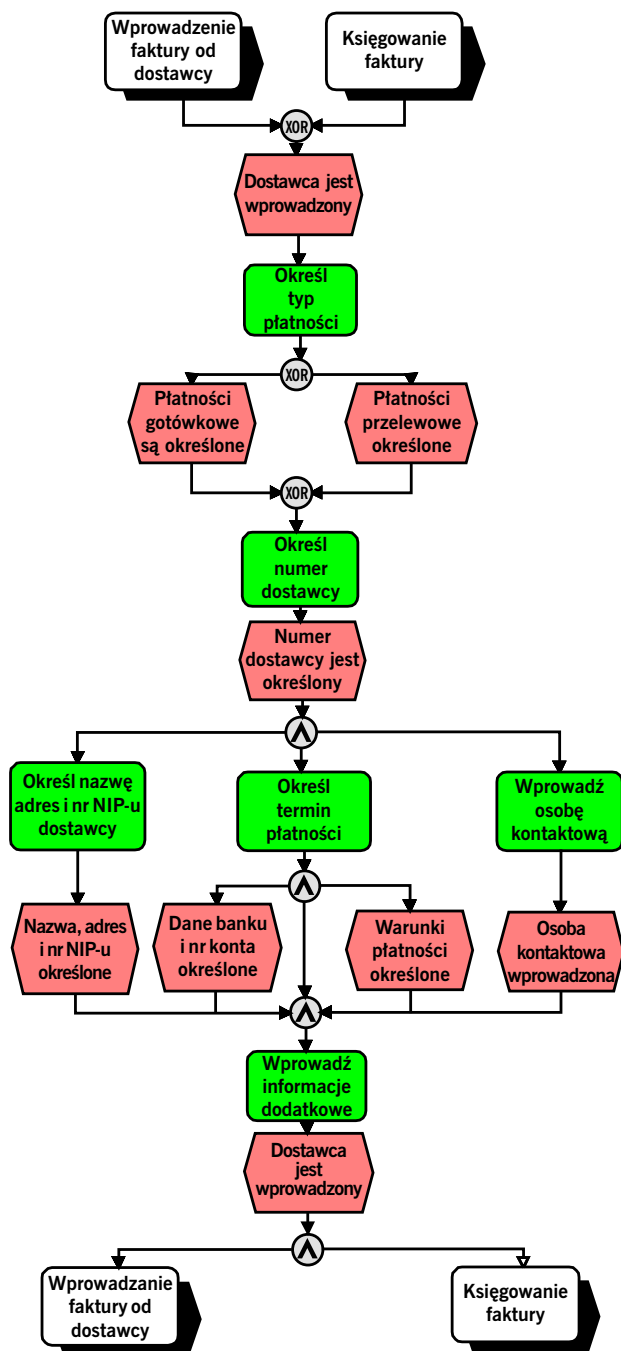 Wprowadzenie
faktury od
dostawcy
Księgowanie
faktury
XOR
Dostawca jest
wprowadzony
Określ
typ
płatności
XOR
Płatności
gotówkowe
są określone
Płatności
przelewowe
określone
XOR
Określ
numer
dostawcy
Numer
dostawcy jest
określony
Określ nazwę
adres i nr NIP-u
dostawcy
Określ
termin
płatności
Wprowadź
osobę
kontaktową
Nazwa, adres
i nr NIP-u
określone
Dane banku
i nr konta
określone
Warunki
płatności
określone
Osoba
kontaktowa
wprowadzona
Wprowadź
informacje
dodatkowe
Dostawca
jest
wprowadzony
Wprowadzanie
faktury od
dostawcy
Księgowanie
faktury